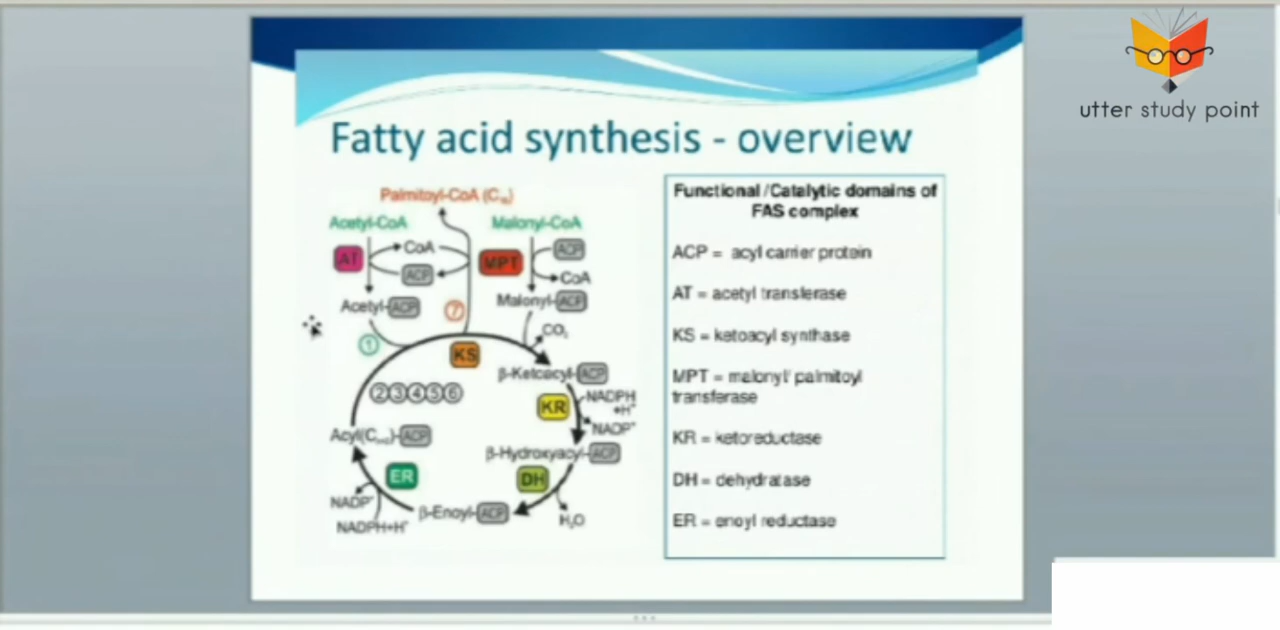 utter study point
Fatty acid synthesis - overview
Palmitoyl-CoA (C₁₆)
Acetyl-CoA
Malonyl-CoA
AT
CoA
ACP
MPT
ACP
CoA
Acetyl-ACP
Malonyl-ACP
7
1
CO₂
KS
β-Ketoacyl-ACP
2 3 4 5 6
KR
NADPH
+H⁺
NADP⁺
Acyl(Cₙ₊₂)-ACP
β-Hydroxyacyl-ACP
ER
DH
NADP⁺
β-Enoyl-ACP
H₂O
NADPH+H⁺
Functional /Catalytic domains of
FAS complex
ACP = acyl carrier protein
AT = acetyl transferase
KS = ketoacyl synthase
MPT = malonyl/ palmitoyl
transferase
KR = ketoreductase
DH = dehydratase
ER = enoyl reductase